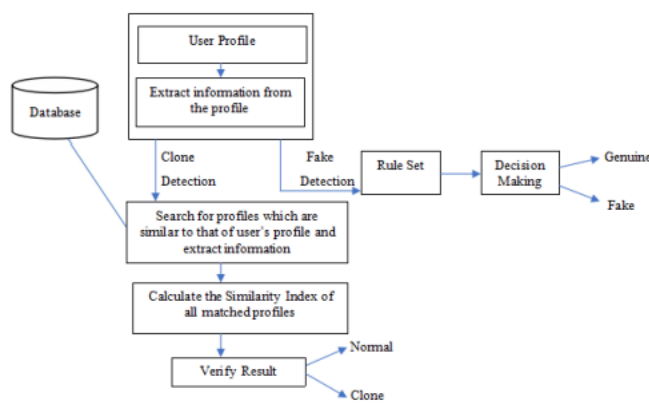 User Profile
Extract information from
the profile
Database
Clone
Detection
Fake
Detection
Rule Set
Decision
Making
Genuine
Fake
Search for profiles which are
similar to that of user's profile and
extract information
Calculate the Similarity Index of
all matched profiles
Verify Result
Normal
Clone